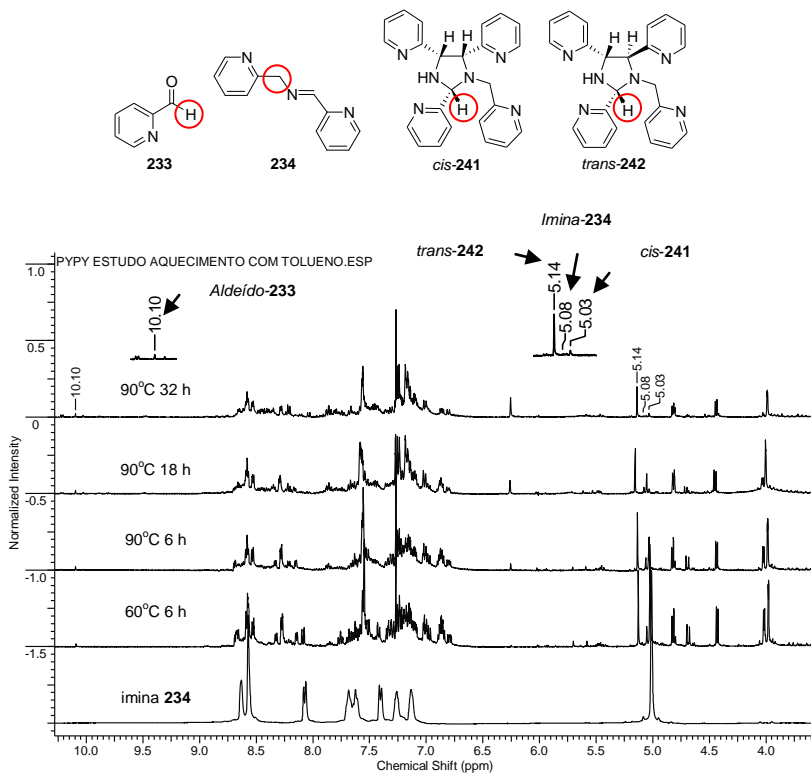 H H H H
N N N N
HN N HN N
O N N N
H H H
N N N N N N
233 234 cis-241 trans-242
Imina-234
trans-242 cis-241
PYPY ESTUDO AQUECIMENTO COM TOLUENO.ESP
Aldeído-233
10.10
5.14
5.08
5.03
1.0
0.5
0
-0.5
-1.0
-1.5
Normalized Intensity
10.10
90°C 32 h
5.14
5.08
5.03
90°C 18 h
90°C 6 h
60°C 6 h
imina 234
10.0 9.5 9.0 8.5 8.0 7.5 7.0 6.5 6.0 5.5 5.0 4.5 4.0
Chemical Shift (ppm)